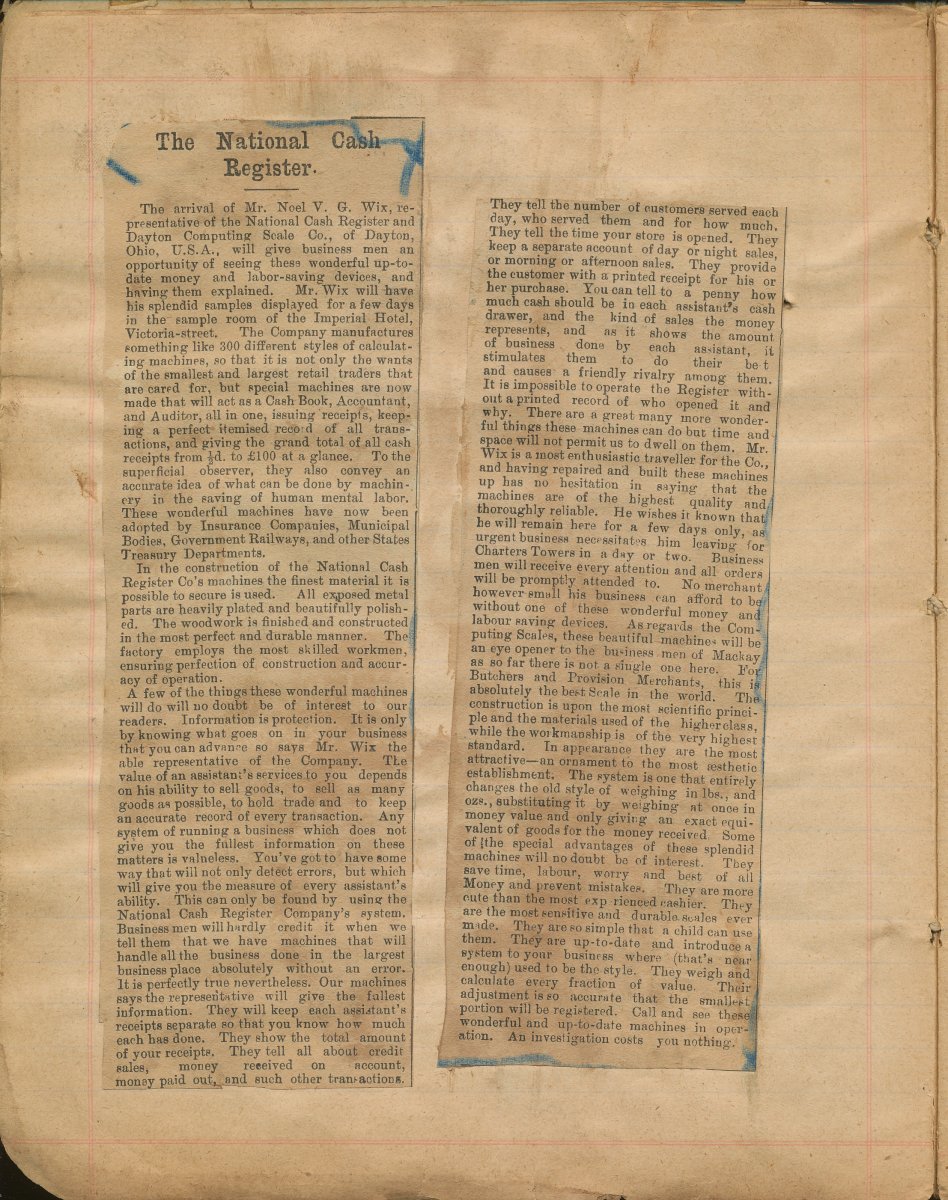 The National Cash
Register.
The arrival of Mr. Noel V. G. Wix, re-
presentative of the National Cash Register and
Dayton Computing Scale Co., of Dayton,
Ohio, U.S.A., will give business men an
opportunity of seeing these wonderful up-to-
date money and labor-saving devices, and
having them explained. Mr. Wix will have
his splendid samples displayed for a few days
in the sample room of the Imperial Hotel,
Victoria-street. The Company manufactures
something like 300 different styles of calculat-
ing machines, so that it is not only the wants
of the smallest and largest retail traders that
are cared for, but special machines are now
made that will act as a Cash Book, Accountant,
and Auditor, all in one, issuing receipts, keep-
ing a perfect itemised record of all trans-
actions, and giving the grand total of all cash
receipts from ½d. to £100 at a glance. To the
superficial observer, they also convey an
accurate idea of what can be done by machin-
ery in the saving of human mental labor.
These wonderful machines have now been
adopted by Insurance Companies, Municipal
Bodies, Government Railways, and other States
Treasury Departments.
In the construction of the National Cash
Register Co's machines the finest material it is
possible to secure is used. All exposed metal
parts are heavily plated and beautifully polish-
ed. The woodwork is finished and constructed
in the most perfect and durable manner. The
factory employs the most skilled workmen,
ensuring perfection of construction and accur-
acy of operation.
A few of the things these wonderful machines
will do will no doubt be of interest to our
readers. Information is protection. It is only
by knowing what goes on in your business
that you can advance so says Mr. Wix the
able representative of the Company. The
value of an assistant's services to you depends
on his ability to sell goods, to sell as many
goods as possible, to hold trade and to keep
an accurate record of every transaction. Any
system of running a business which does not
give you the fullest information on these
matters is valueless. You've got to have some
way that will not only detect errors, but which
will give you the measure of every assistant's
ability. This can only be found by using the
National Cash Register Company's system.
Business men will hardly credit it when we
tell them that we have machines that will
handle all the business done in the largest
business place absolutely without an error.
It is perfectly true nevertheless. Our machines
says the representative will give the fullest
information. They will keep each assistant's
receipts separate so that you know how much
each has done. They show the total amount
of your receipts. They tell all about credit
sales, money received on account,
money paid out, and such other transactions.
They tell the number of customers served each
day, who served them and for how much.
They tell the time your store is opened. They
keep a separate account of day or night sales,
or morning or afternoon sales. They provide
the customer with a printed receipt for his or
her purchase. You can tell to a penny how
much cash should be in each assistant's cash
drawer, and the kind of sales the money
represents, and as it shows the amount
of business done by each assistant, it
stimulates them to do their be t
and causes a friendly rivalry among them.
It is impossible to operate the Register with-
out a printed record of who opened it and
why. There are a great many more wonder-
ful things these machines can do but time and
space will not permit us to dwell on them. Mr.
Wix is a most enthusiastic traveller for the Co.,
and having repaired and built these machines
up has no hesitation in saying that the
machines are of the highest quality and
thoroughly reliable. He wishes it known that
he will remain here for a few days only, as
urgent business necessitates him leaving for
Charters Towers in a day or two. Business
men will receive every attention and all orders
will be promptly attended to. No merchant
however small his business can afford to be
without one of these wonderful money and
labour saving devices. As regards the Com-
puting Scales, these beautiful machines will be
an eye opener to the business men of Mackay
as so far there is not a single one here. For
Butchers and Provision Merchants, this is
absolutely the best Scale in the world. The
construction is upon the most scientific princi-
ple and the materials used of the higher class,
while the workmanship is of the very highest
standard. In appearance they are the most
attractive—an ornament to the most æsthetic
establishment. The system is one that entirely
changes the old style of weighing in lbs., and
ozs., substituting it by weighing at once in
money value and only giving an exact equi-
valent of goods for the money received. Some
of the special advantages of these splendid
machines will no doubt be of interest. They
save time, labour, worry and best of all
Money and prevent mistakes. They are more
cute than the most exp rienced cashier. They
are the most sensitive and durable scales ever
made. They are so simple that a child can use
them. They are up-to-date and introduce a
system to your business where (that's near
enough) used to be the style. They weigh and
calculate every fraction of value. Their
adjustment is so accurate that the smallest
portion will be registered. Call and see these
wonderful and up-to-date machines in oper-
ation. An investigation costs you nothing.